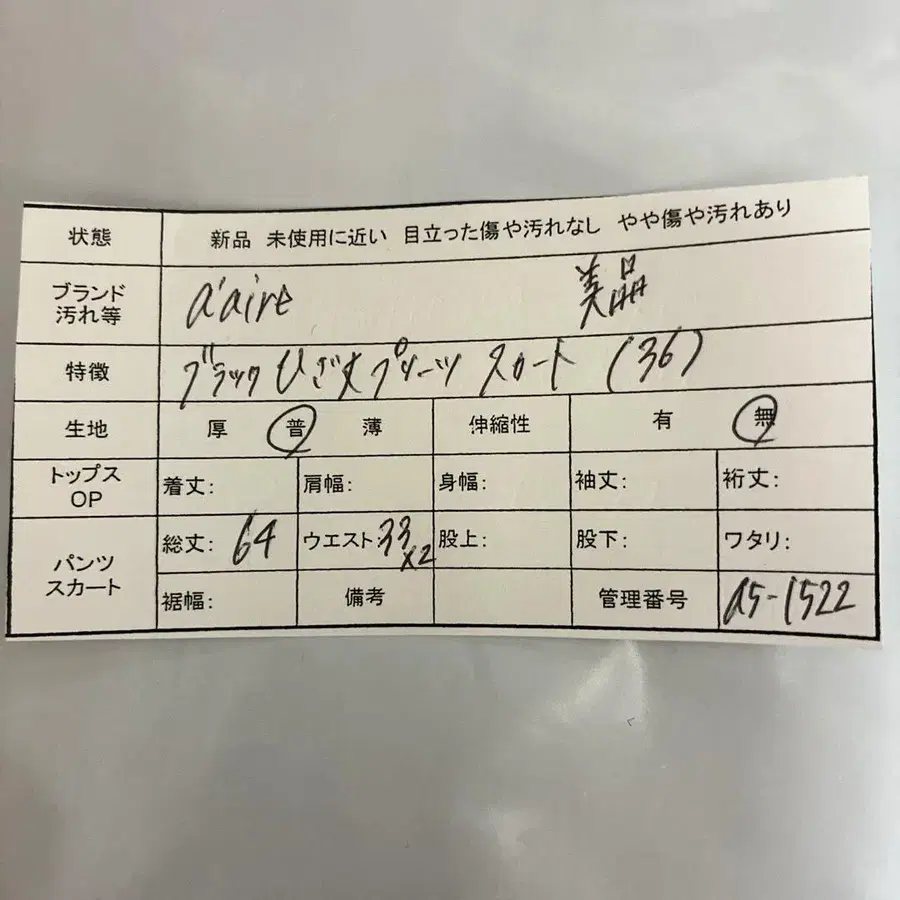 状態 新品 未使用に近い 目立った傷や汚れなし やや傷や汚れあり
ブランド 汚れ等 a'aire 美品
特徴 ブラックひざ丈プリーツ スカート (36)
生地 厚 普 薄 伸縮性 有 無
トップス OP 着丈: 肩幅: 身幅: 袖丈: 裄丈:
パンツ スカート 総丈: 64 ウエスト: 33x2 股上: 股下: ワタリ:
裾幅: 備考 管理番号 a5-1522